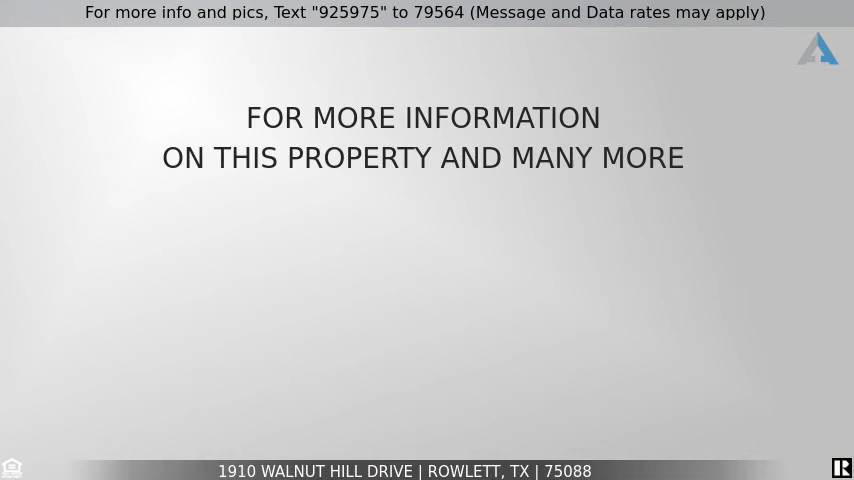 For more info and pics, Text "925975" to 79564 (Message and Data rates may apply)
FOR MORE INFORMATION
ON THIS PROPERTY AND MANY MORE
1910 WALNUT HILL DRIVE | ROWLETT, TX | 75088